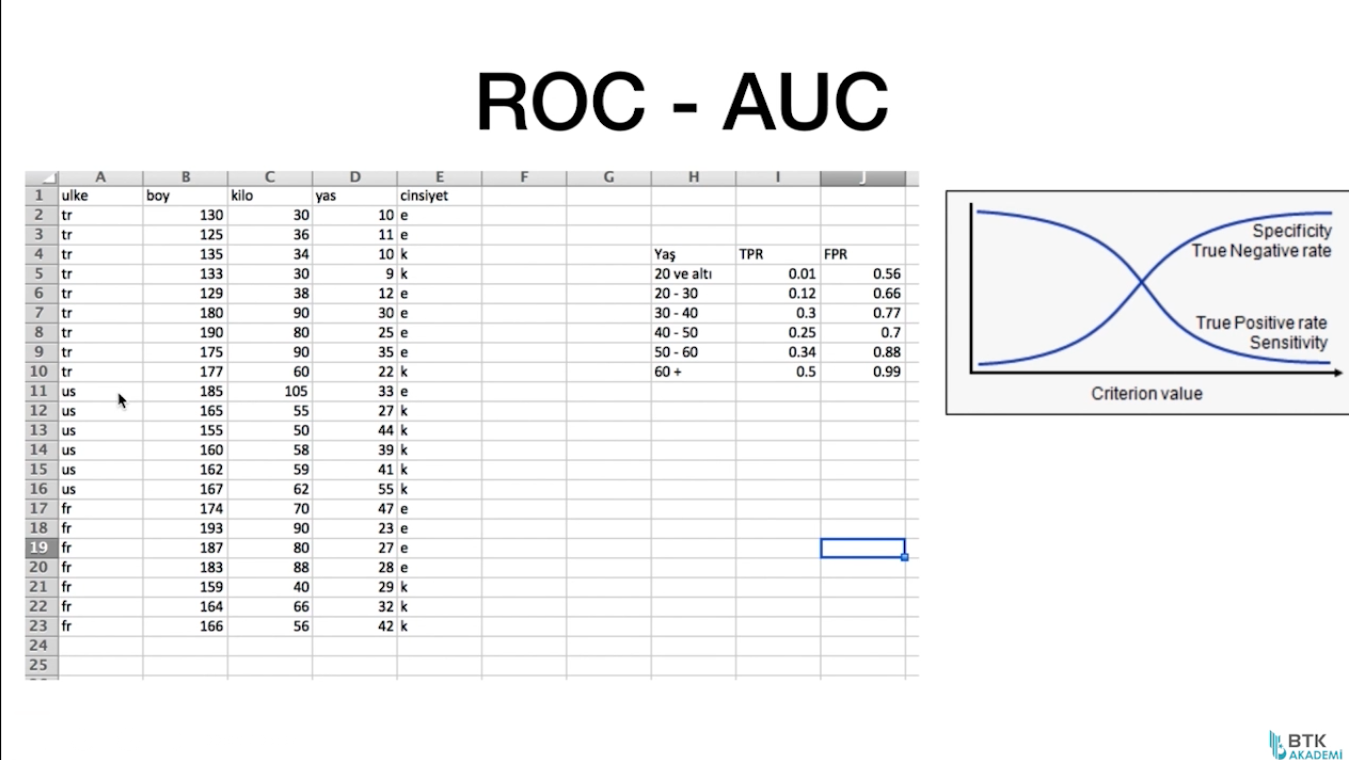 ROC - AUC
A B C D E F G H I J
1 ulke boy kilo yas cinsiyet
2 tr 130 30 10 e
3 tr 125 36 11 e
4 tr 135 34 10 k Yaş TPR FPR
5 tr 133 30 9 k 20 ve altı 0.01 0.56
6 tr 129 38 12 e 20 - 30 0.12 0.66
7 tr 180 90 30 e 30 - 40 0.3 0.77
8 tr 190 80 25 e 40 - 50 0.25 0.7
9 tr 175 90 35 e 50 - 60 0.34 0.88
10 tr 177 60 22 k 60 + 0.5 0.99
11 us 185 105 33 e
12 us 165 55 27 k
13 us 155 50 44 k
14 us 160 58 39 k
15 us 162 59 41 k
16 us 167 62 55 k
17 fr 174 70 47 e
18 fr 193 90 23 e
19 fr 187 80 27 e
20 fr 183 88 28 e
21 fr 159 40 29 k
22 fr 164 66 32 k
23 fr 166 56 42 k
24
25
Specificity
True Negative rate
True Positive rate
Sensitivity
Criterion value
BTK
AKADEMİ